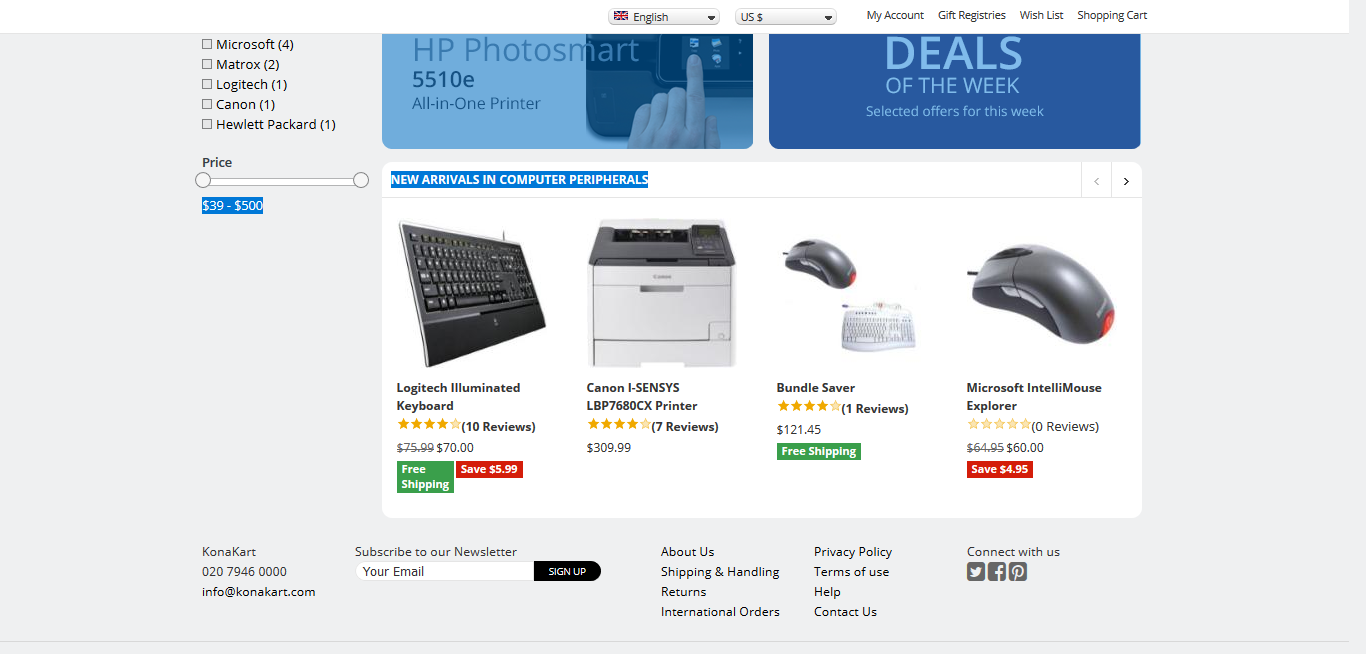 English
US $
My Account
Gift Registries
Wish List
Shopping Cart
Microsoft (4)
Matrox (2)
Logitech (1)
Canon (1)
Hewlett Packard (1)
Price
$39 - $500
HP Photosmart
5510e
All-in-One Printer
DEALS
OF THE WEEK
Selected offers for this week
NEW ARRIVALS IN COMPUTER PERIPHERALS
Logitech Illuminated
Keyboard
(10 Reviews)
$75.99 $70.00
Free
Shipping
Save $5.99
Canon I-SENSYS
LBP7680CX Printer
(7 Reviews)
$309.99
Bundle Saver
(1 Reviews)
$121.45
Free Shipping
Microsoft IntelliMouse
Explorer
(0 Reviews)
$64.95 $60.00
Save $4.95
KonaKart
020 7946 0000
info@konakart.com
Subscribe to our Newsletter
Your Email
SIGN UP
About Us
Shipping & Handling
Returns
International Orders
Privacy Policy
Terms of use
Help
Contact Us
Connect with us